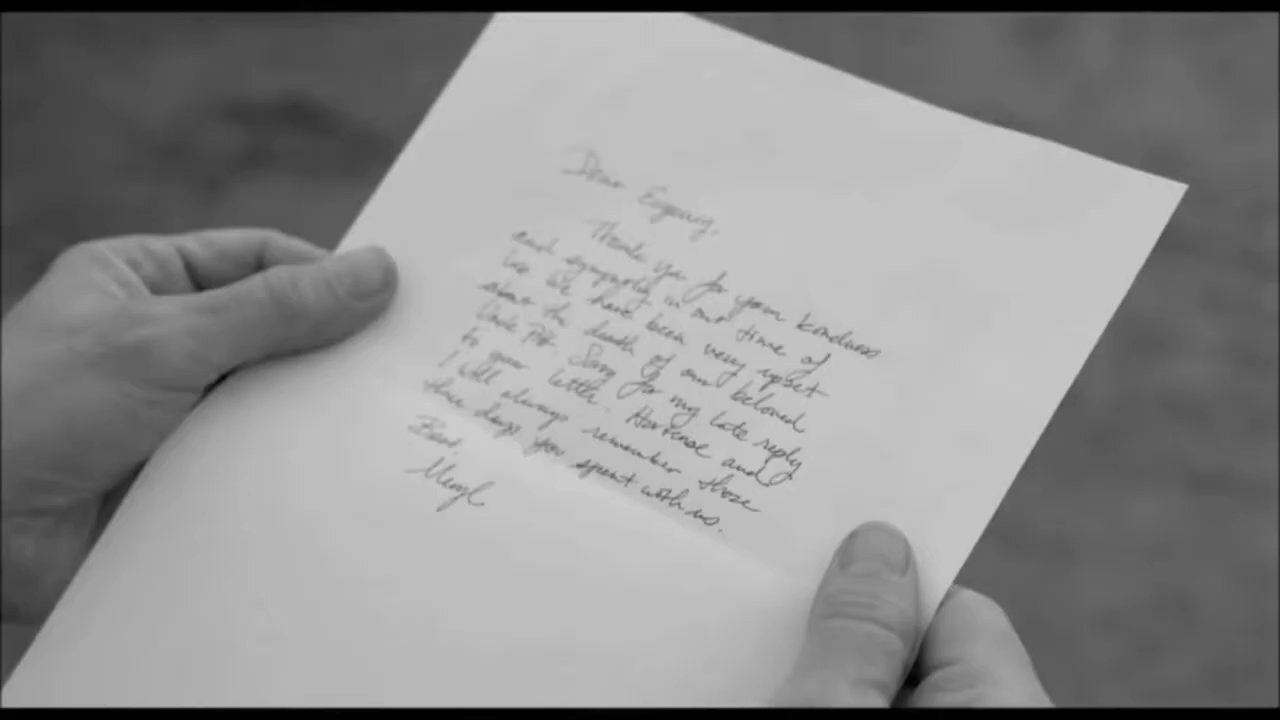 Dear
Thank you for your kindness
and sympathy in our time of
loss. We have been very upset
about the death of our beloved
Uncle Pit. Sorry for my late reply
to your letter. Hortense and
I will always remember those
three days you spent with us.
Best,
Meryl